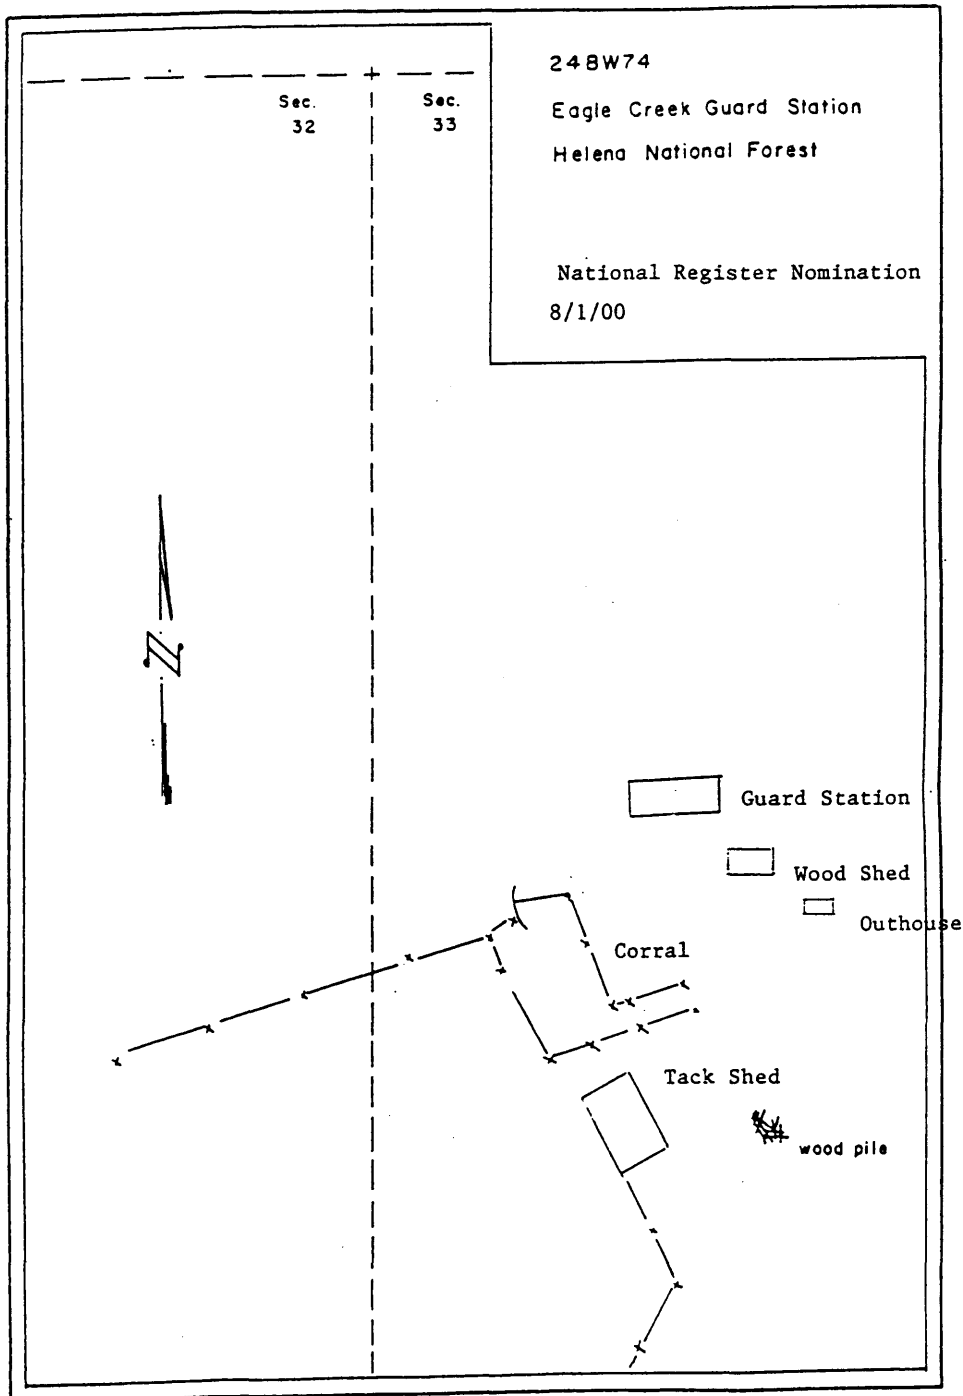 248W74
Eagle Creek Guard Station
Helena National Forest
National Register Nomination
8/1/00
Sec.
32
Sec.
33
N
Guard Station
Wood Shed
Outhouse
Corral
Tack Shed
wood pile